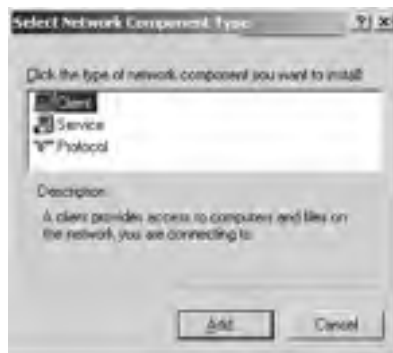 Select Network Component Type
Click the type of network component you want to install:
Client
Service
Protocol
Description
A client provides access to computers and files on
the network you are connecting to.
Add...
Cancel